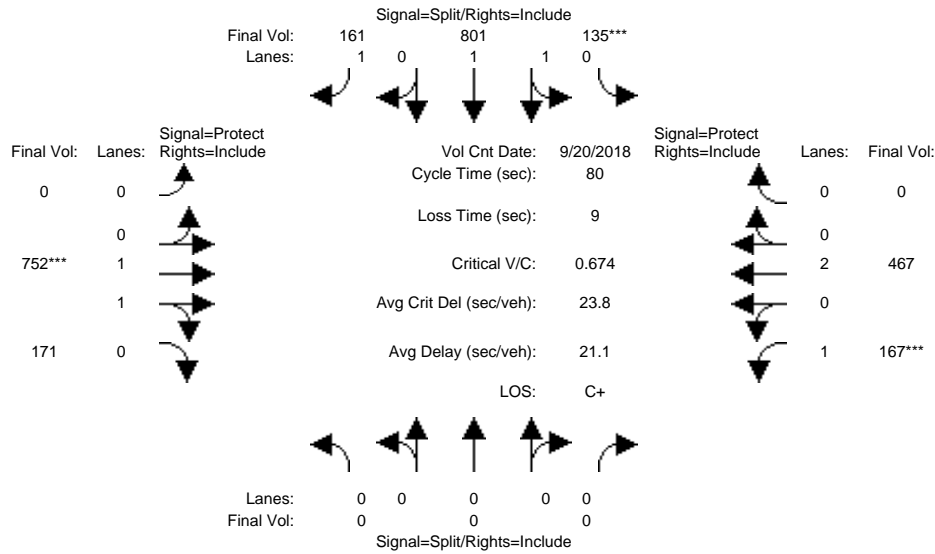 Signal=Split/Rights=Include
Final Vol: 161 801 135***
Lanes: 1 0 1 1 0
Signal=Protect
Final Vol: Lanes: Rights=Include
Vol Cnt Date: 9/20/2018
Signal=Protect
Rights=Include Lanes: Final Vol:
Cycle Time (sec): 80
0 0 0 0
Loss Time (sec): 9
0 0
752*** 1 Critical V/C: 0.674 2 467
1 Avg Crit Del (sec/veh): 23.8 0
171 0 Avg Delay (sec/veh): 21.1 1 167***
LOS: C+
Lanes: 0 0 0 0 0
Final Vol: 0 0 0
Signal=Split/Rights=Include